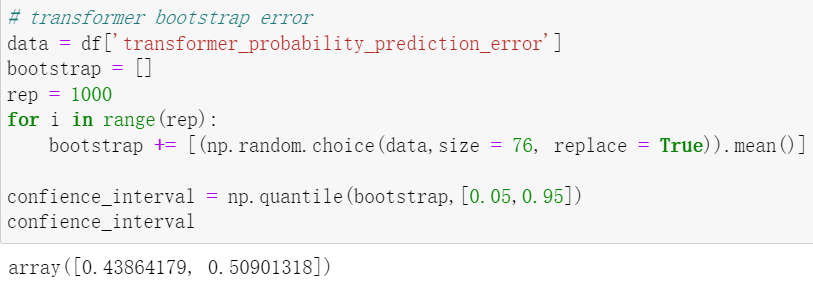 # transformer bootstrap error
data = df['transformer_probability_prediction_error']
bootstrap = []
rep = 1000
for i in range(rep):
    bootstrap += [(np.random.choice(data,size = 76, replace = True)).mean()]
confience_interval = np.quantile(bootstrap,[0.05,0.95])
confience_interval
array([0.43864179, 0.50901318])